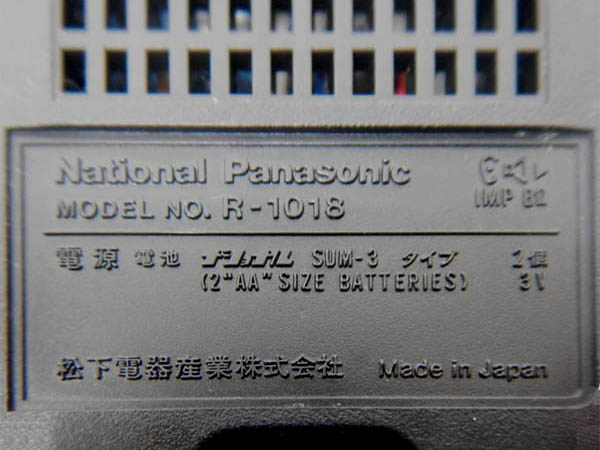 National Panasonic
MODEL NO. R-1018
IMP 8Ω
電源 電池 ナショナル SUM-3 タイプ 2個
(2"AA"SIZE BATTERIES) 3V
松下電器産業株式会社 Made in Japan